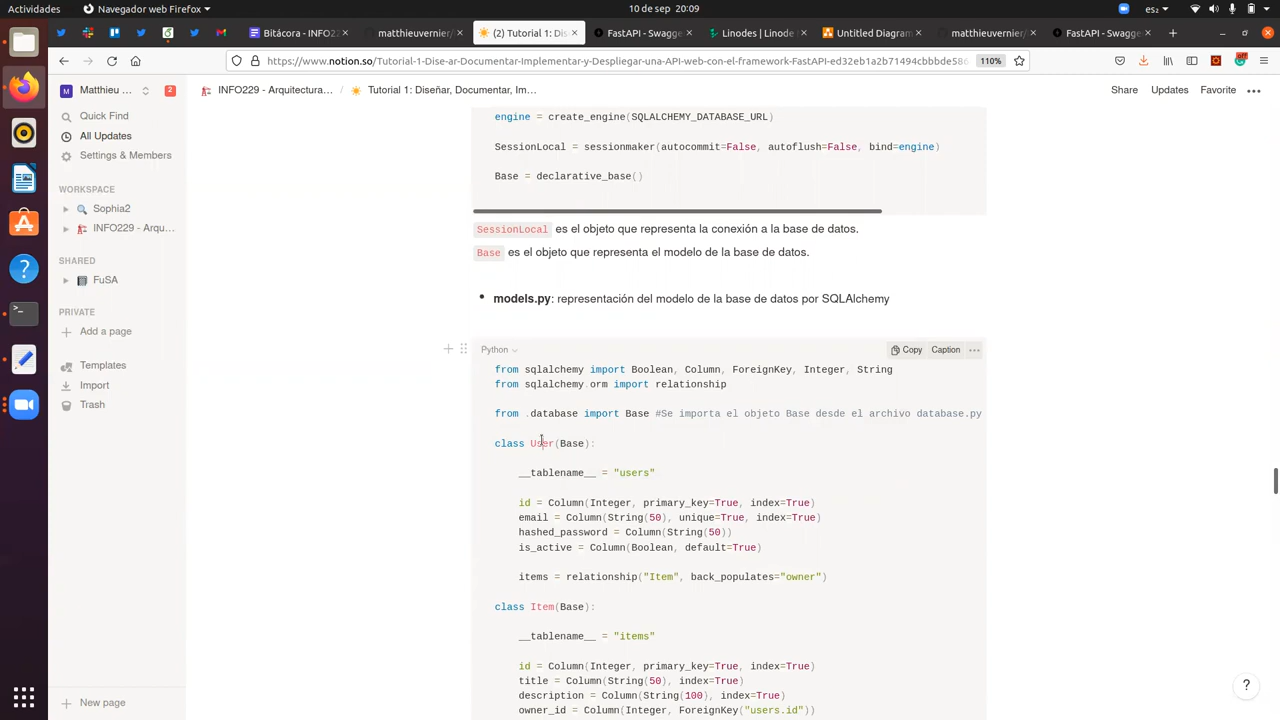 Actividades Navegador web Firefox 10 de sep 20:09 es₂
Bitácora - INFO22 matthieuvernier/ (2) Tutorial 1: Dis FastAPI - Swagge Linodes | Linode Untitled Diagram matthieuvernier/ FastAPI - Swagge
https://www.notion.so/Tutorial-1-Dise-ar-Documentar-Implementar-y-Despliegar-una-API-web-con-el-framework-FastAPI-ed32eb1a2b71494cbbbde58 110%
M Matthieu ... 2 INFO229 - Arquitectura... / Tutorial 1: Diseñar, Documentar, Im... Share Updates Favorite
Quick Find
All Updates
Settings & Members
WORKSPACE
Sophia2
INFO229 - Arqu...
SHARED
FuSA
PRIVATE
Add a page
Templates
Import
Trash
New page
engine = create_engine(SQLALCHEMY_DATABASE_URL)
SessionLocal = sessionmaker(autocommit=False, autoflush=False, bind=engine)
Base = declarative_base()
SessionLocal es el objeto que representa la conexión a la base de datos.
Base es el objeto que representa el modelo de la base de datos.
• models.py: representación del modelo de la base de datos por SQLAlchemy
Python Copy Caption
from sqlalchemy import Boolean, Column, ForeignKey, Integer, String
from sqlalchemy.orm import relationship
from .database import Base #Se importa el objeto Base desde el archivo database.py
class User(Base):
__tablename__ = "users"
id = Column(Integer, primary_key=True, index=True)
email = Column(String(50), unique=True, index=True)
hashed_password = Column(String(50))
is_active = Column(Boolean, default=True)
items = relationship("Item", back_populates="owner")
class Item(Base):
__tablename__ = "items"
id = Column(Integer, primary_key=True, index=True)
title = Column(String(50), index=True)
description = Column(String(100), index=True)
owner_id = Column(Integer, ForeignKey("users.id"))
?